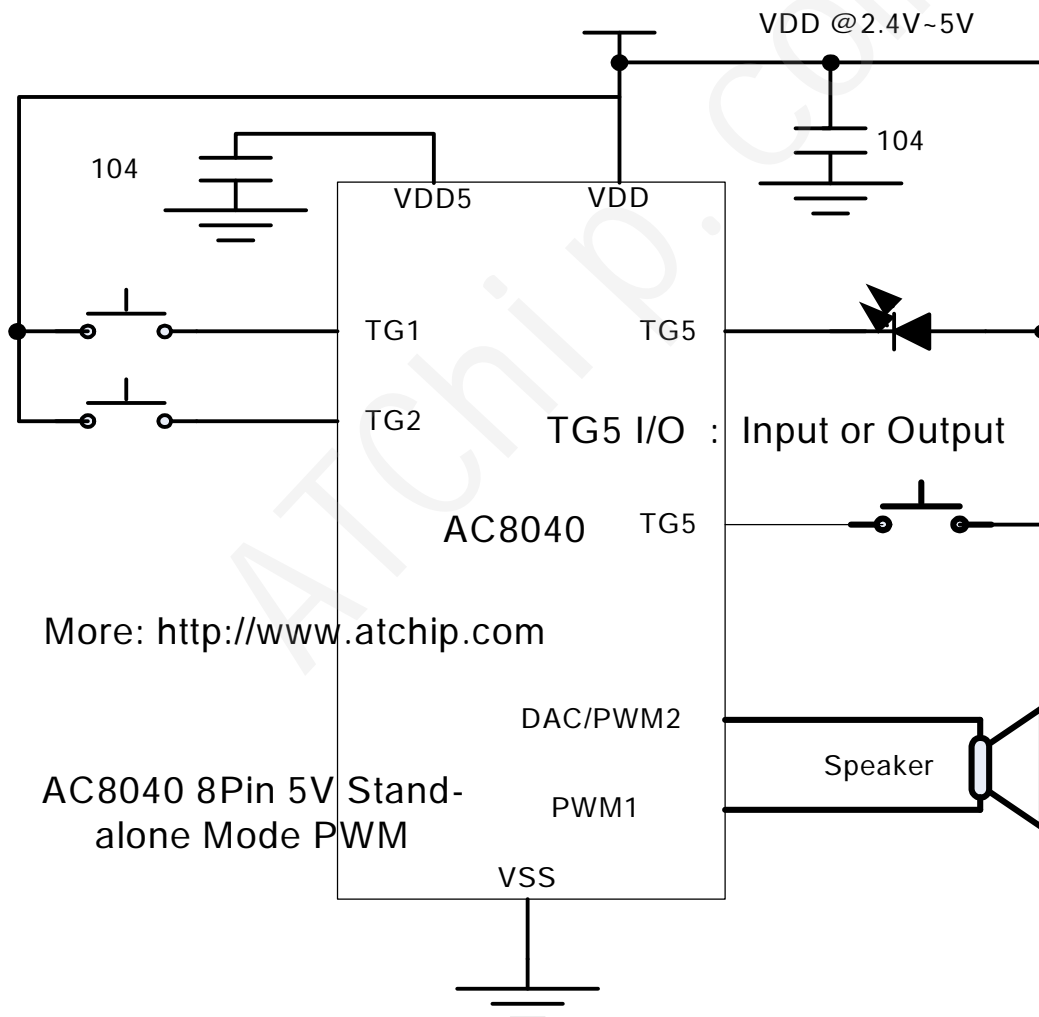 VDD @2.4V~5V
104
104
VDD5
VDD
TG1
TG5
TG2
TG5 I/O : Input or Output
AC8040
TG5
More: http://www.atchip.com
DAC/PWM2
Speaker
AC8040 8Pin 5V Stand-
alone Mode PWM
PWM1
VSS
ATChip.com